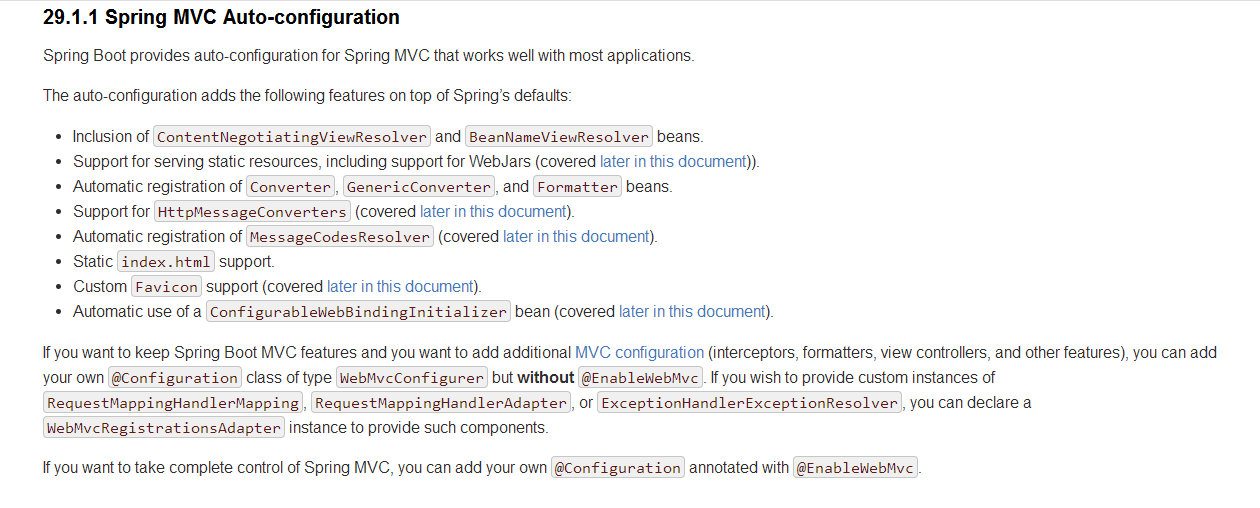 29.1.1 Spring MVC Auto-configuration
Spring Boot provides auto-configuration for Spring MVC that works well with most applications.
The auto-configuration adds the following features on top of Spring’s defaults:
• Inclusion of ContentNegotiatingViewResolver and BeanNameViewResolver beans.
• Support for serving static resources, including support for WebJars (covered later in this document)).
• Automatic registration of Converter, GenericConverter, and Formatter beans.
• Support for HttpMessageConverters (covered later in this document).
• Automatic registration of MessageCodesResolver (covered later in this document).
• Static index.html support.
• Custom Favicon support (covered later in this document).
• Automatic use of a ConfigurableWebBindingInitializer bean (covered later in this document).
If you want to keep Spring Boot MVC features and you want to add additional MVC configuration (interceptors, formatters, view controllers, and other features), you can add
your own @Configuration class of type WebMvcConfigurer but without @EnableWebMvc. If you wish to provide custom instances of
RequestMappingHandlerMapping, RequestMappingHandlerAdapter, or ExceptionHandlerExceptionResolver, you can declare a
WebMvcRegistrationsAdapter instance to provide such components.
If you want to take complete control of Spring MVC, you can add your own @Configuration annotated with @EnableWebMvc.